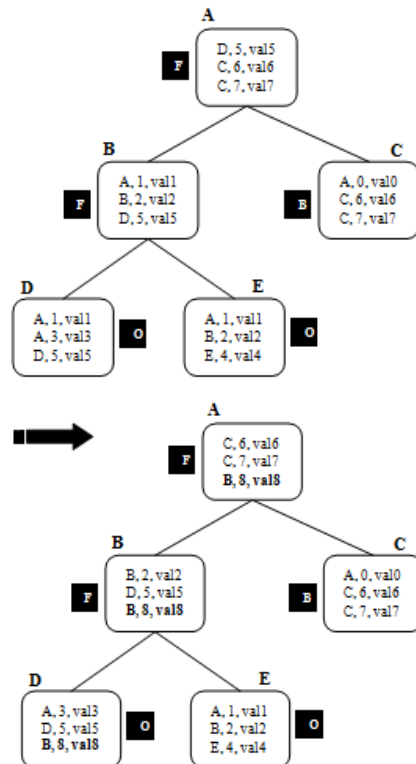 A
F
D, 5, val5
C, 6, val6
C, 7, val7
B
F
A, 1, val1
B, 2, val2
D, 5, val5
C
B
A, 0, val0
C, 6, val6
C, 7, val7
D
A, 1, val1
A, 3, val3
D, 5, val5
O
E
A, 1, val1
B, 2, val2
E, 4, val4
O
A
F
C, 6, val6
C, 7, val7
B, 8, val8
B
F
B, 2, val2
D, 5, val5
B, 8, val8
C
B
A, 0, val0
C, 6, val6
C, 7, val7
D
A, 3, val3
D, 5, val5
B, 8, val8
O
E
A, 1, val1
B, 2, val2
E, 4, val4
O